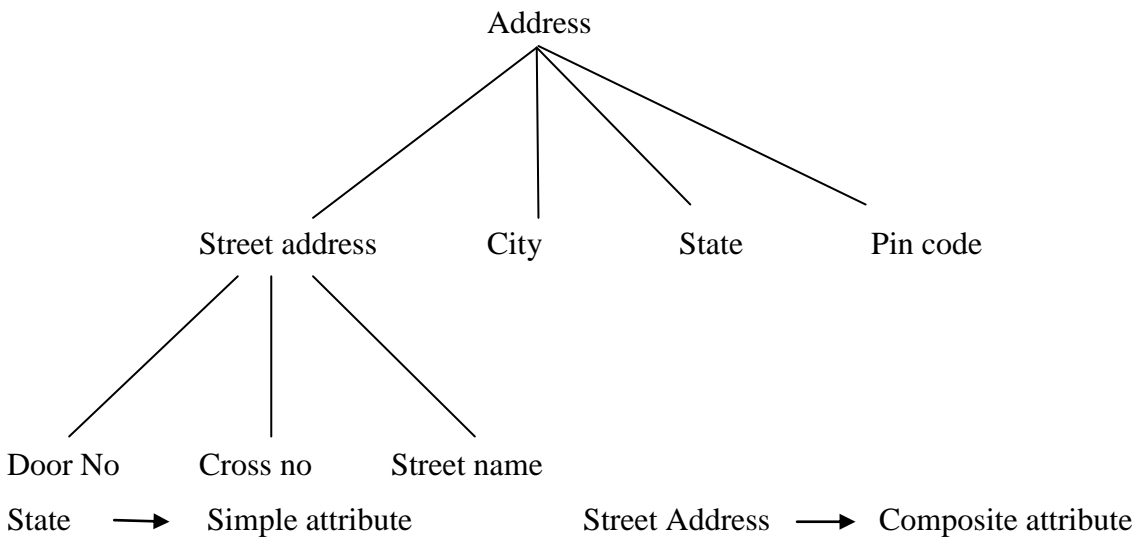 Address
Street address City State Pin code
Door No Cross no Street name
State Simple attribute Street Address Composite attribute